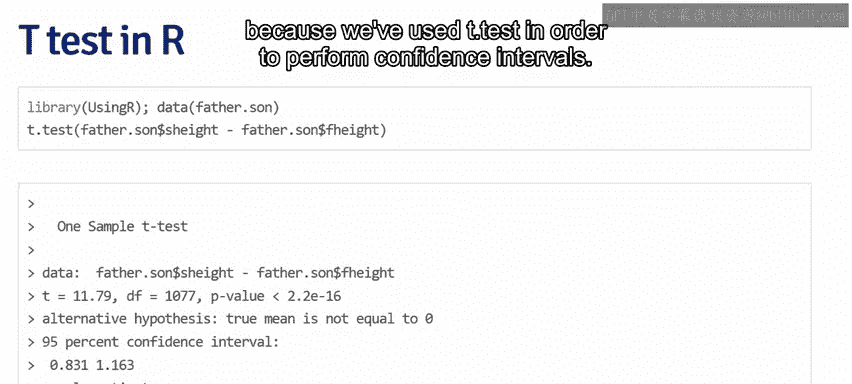 T test in R
because we've used t.test in order
to perform confidence intervals.
library(UsingR); data(father.son)
t.test(father.son$sheight - father.son$fheight)
>
> One Sample t-test
>
> data: father.son$sheight - father.son$fheight
> t = 11.79, df = 1077, p-value < 2.2e-16
> alternative hypothesis: true mean is not equal to 0
> 95 percent confidence interval:
> 0.831 1.163